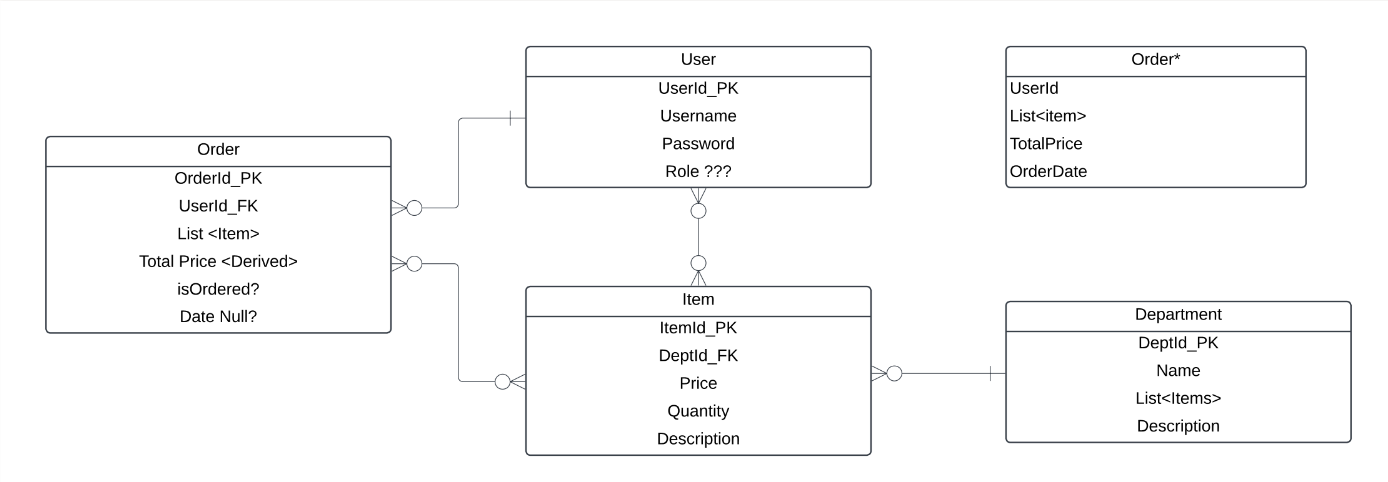 User
UserId_PK
Username
Password
Role ???
Order*
UserId
List<item>
TotalPrice
OrderDate
Order
OrderId_PK
UserId_FK
List <Item>
Total Price <Derived>
isOrdered?
Date Null?
Item
ItemId_PK
DeptId_FK
Price
Quantity
Description
Department
DeptId_PK
Name
List<Items>
Description